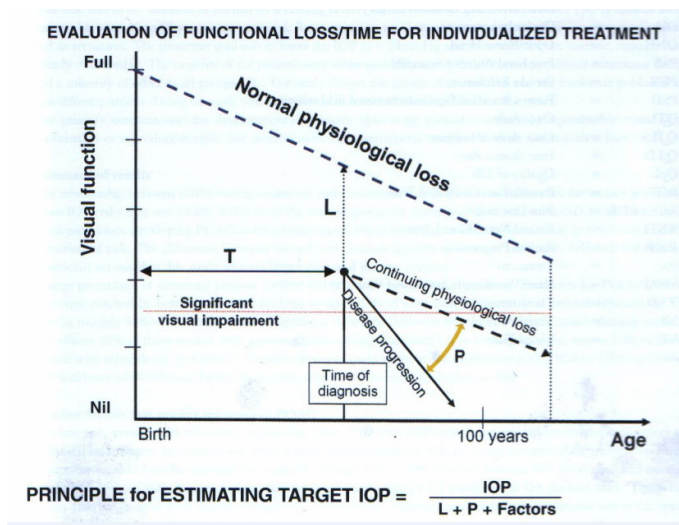 EVALUATION OF FUNCTIONAL LOSS/TIME FOR INDIVIDUALIZED TREATMENT
Full
Normal physiological loss
Visual function
L
T
Continuing physiological loss
Significant
visual impairment
Disease progression
P
Time of
diagnosis
Nil
Birth
100 years
Age
PRINCIPLE for ESTIMATING TARGET IOP =
IOP
L + P + Factors